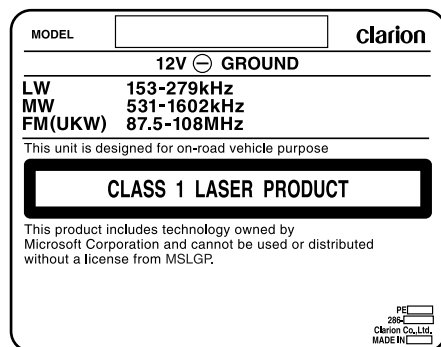 MODEL clarion
12V ⊖ GROUND
LW 153-279kHz
MW 531-1602kHz
FM(UKW) 87.5-108MHz
This unit is designed for on-road vehicle purpose
CLASS 1 LASER PRODUCT
This product includes technology owned by
Microsoft Corporation and cannot be used or distributed
without a license from MSLGP.
PE
286-
Clarion Co.,Ltd.
MADE IN